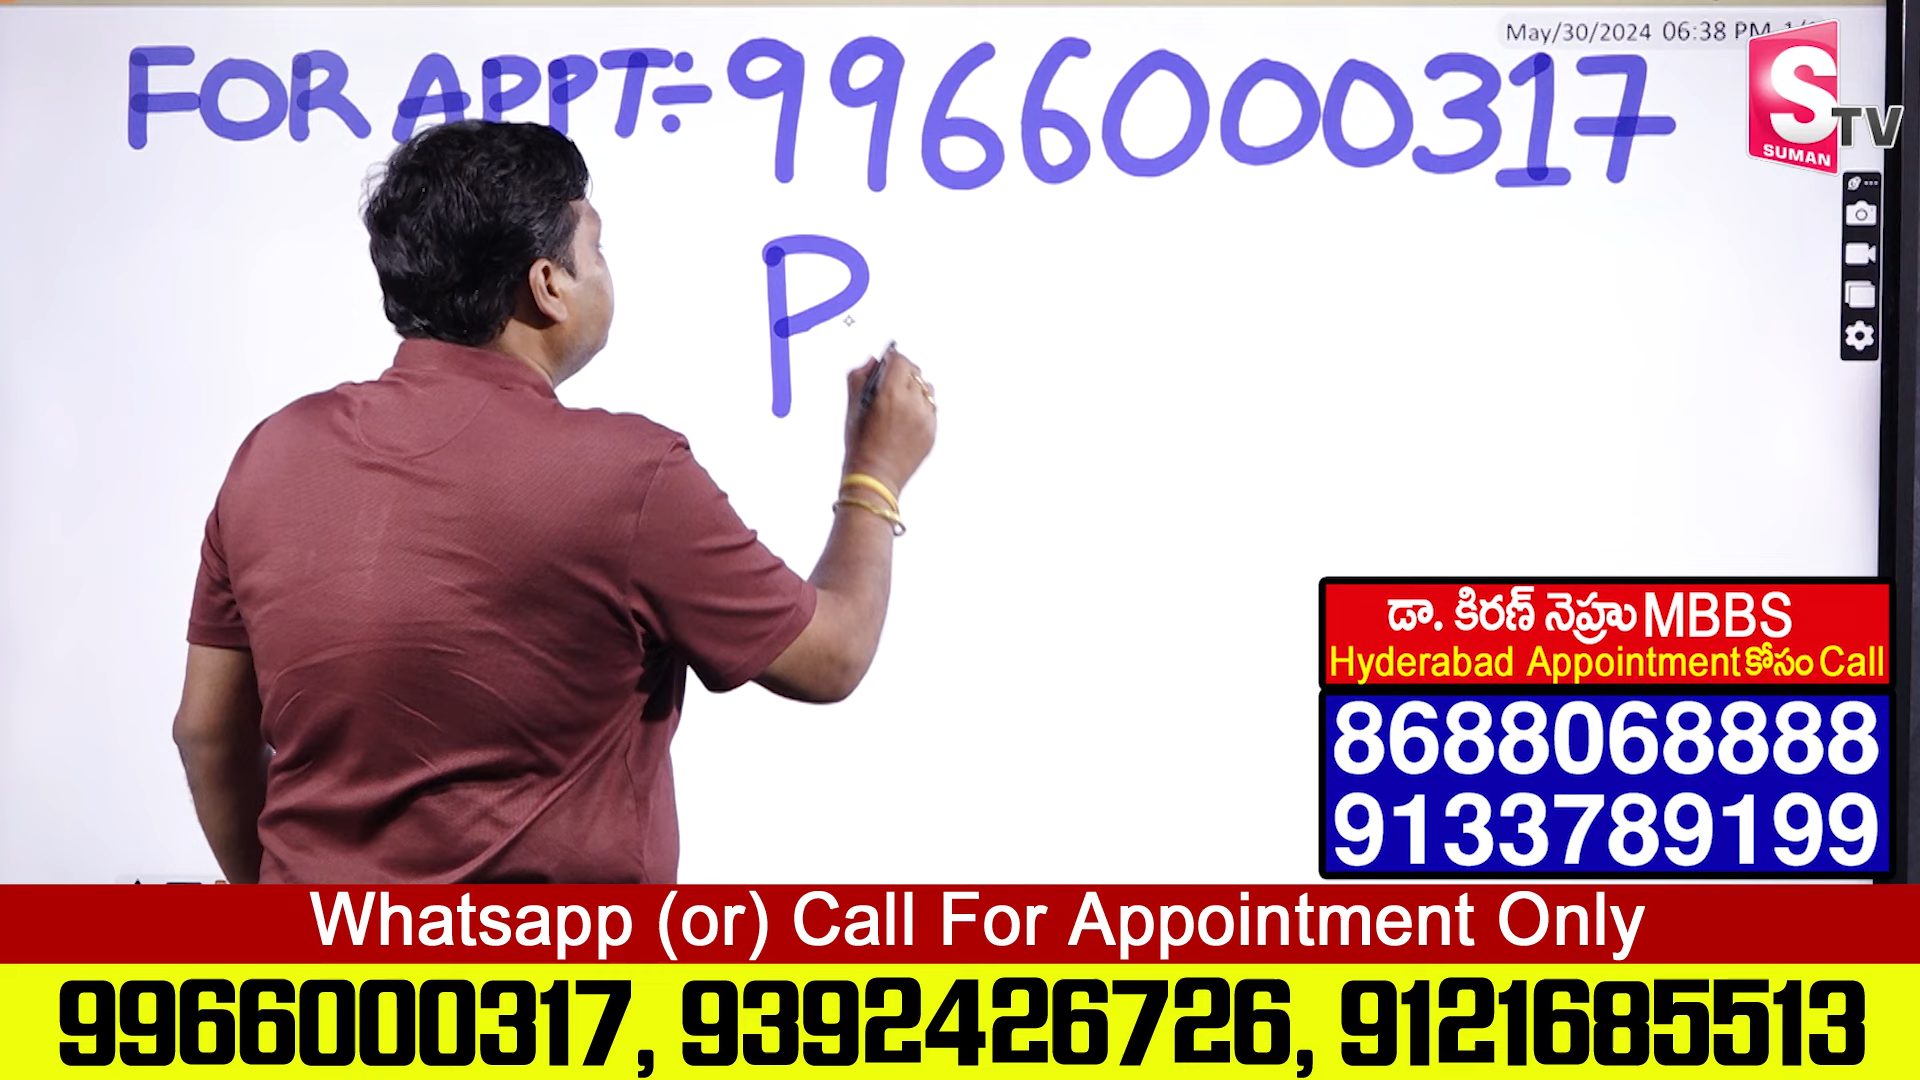 May/30/2024 06:38 PM
FOR APPT:- 9966000317
S TV
SUMAN
P
డా. కిరణ్ నెహ్రు MBBS
Hyderabad Appointment కోసం Call
8688068888
9133789199
Whatsapp (or) Call For Appointment Only
9966000317, 9392426726, 9121685513